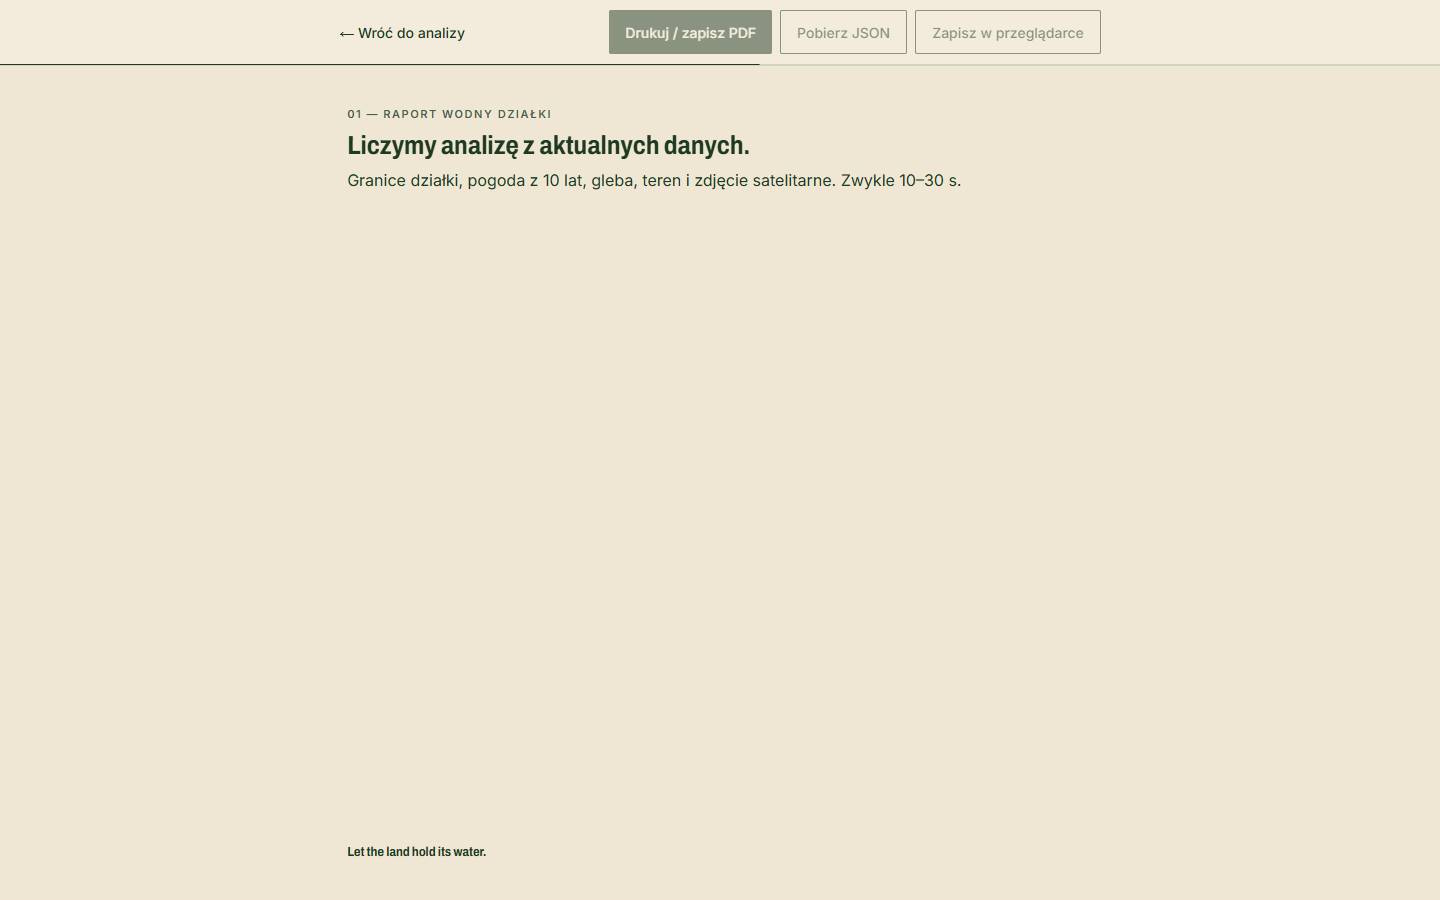 ← Wróć do analizy
Drukuj / zapisz PDF
Pobierz JSON
Zapisz w przeglądarce
01 — RAPORT WODNY DZIAŁKI
Liczymy analizę z aktualnych danych.
Granice działki, pogoda z 10 lat, gleba, teren i zdjęcie satelitarne. Zwykle 10–30 s.
Let the land hold its water.